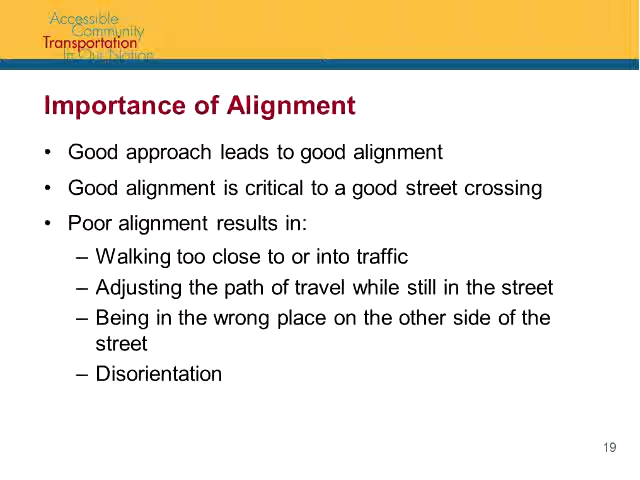 Accessible
Community
Transportation
In Our Nation
Importance of Alignment
• Good approach leads to good alignment
• Good alignment is critical to a good street crossing
• Poor alignment results in:
– Walking too close to or into traffic
– Adjusting the path of travel while still in the street
– Being in the wrong place on the other side of the
street
– Disorientation
19